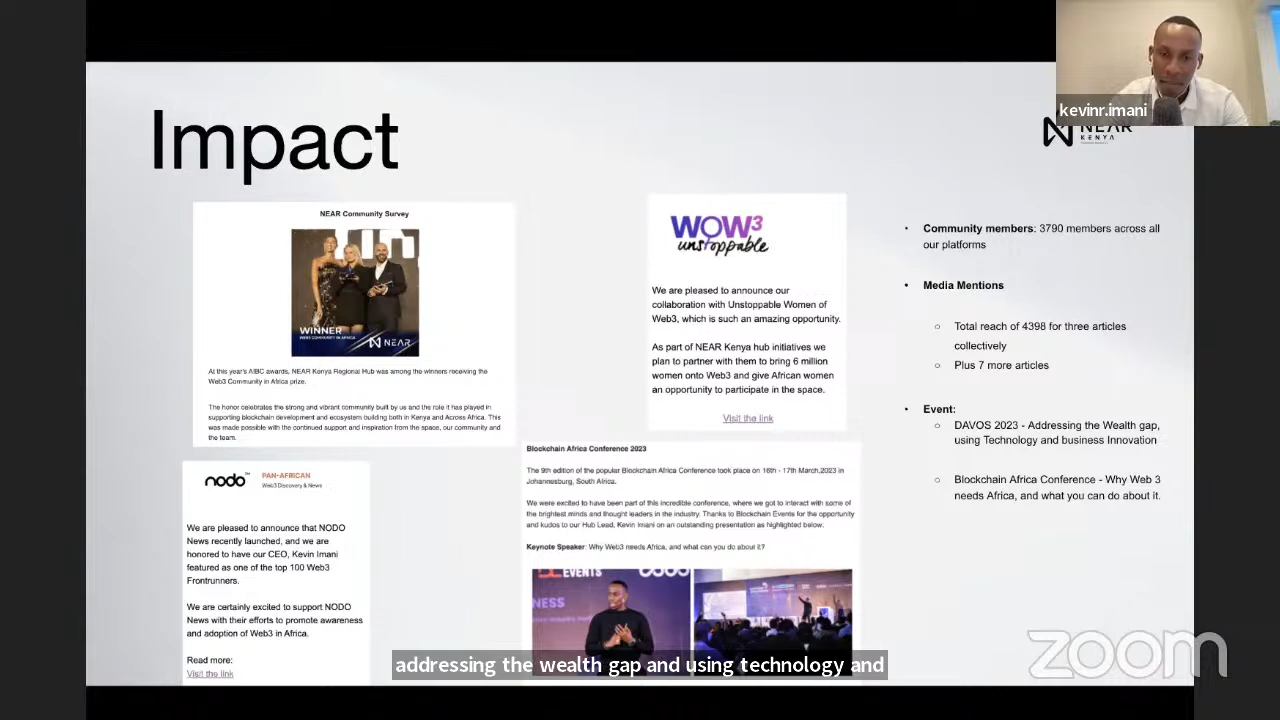 Impact
kevinr.imani
NEAR
KENYA
NEAR Community Survey
WINNER
WEB3 COMMUNITY IN AFRICA
NEAR
At this year's AIBC awards, NEAR Kenya Regional Hub was among the winners receiving the
Web3 Community in Africa prize.
The honor celebrates the strong and vibrant community built by us and the role it has played in
supporting blockchain development and ecosystem building both in Kenya and Across Africa. This
was made possible with the continued support and inspiration from the space, our community and
the team.
WOW3
unstoppable
We are pleased to announce our
collaboration with Unstoppable Women of
Web3, which is such an amazing opportunity.
As part of NEAR Kenya hub initiatives we
plan to partner with them to bring 6 million
women onto Web3 and give African women
an opportunity to participate in the space.
Visit the link
• Community members: 3790 members across all
our platforms
• Media Mentions
○ Total reach of 4398 for three articles
collectively
○ Plus 7 more articles
• Event:
○ DAVOS 2023 - Addressing the Wealth gap,
using Technology and business Innovation
○ Blockchain Africa Conference - Why Web 3
needs Africa, and what you can do about it.
nodo™
PAN-AFRICAN
Web3 Discovery & News
We are pleased to announce that NODO
News recently launched, and we are
honored to have our CEO, Kevin Imani
featured as one of the top 100 Web3
Frontrunners.
We are certainly excited to support NODO
News with their efforts to promote awareness
and adoption of Web3 in Africa.
Read more:
Visit the link
Blockchain Africa Conference 2023
The 9th edition of the popular Blockchain Africa Conference took place on 16th - 17th March,2023 in
Johannesburg, South Africa.
We were excited to have been part of this incredible conference, where we got to interact with some of
the brightest minds and thought leaders in the industry. Thanks to Blockchain Events for the opportunity
and kudos to our Hub Lead, Kevin Imani on an outstanding presentation as highlighted below.
Keynote Speaker: Why Web3 needs Africa, and what can you do about it?
EVENTS
NESS
addressing the wealth gap and using technology and
zoom